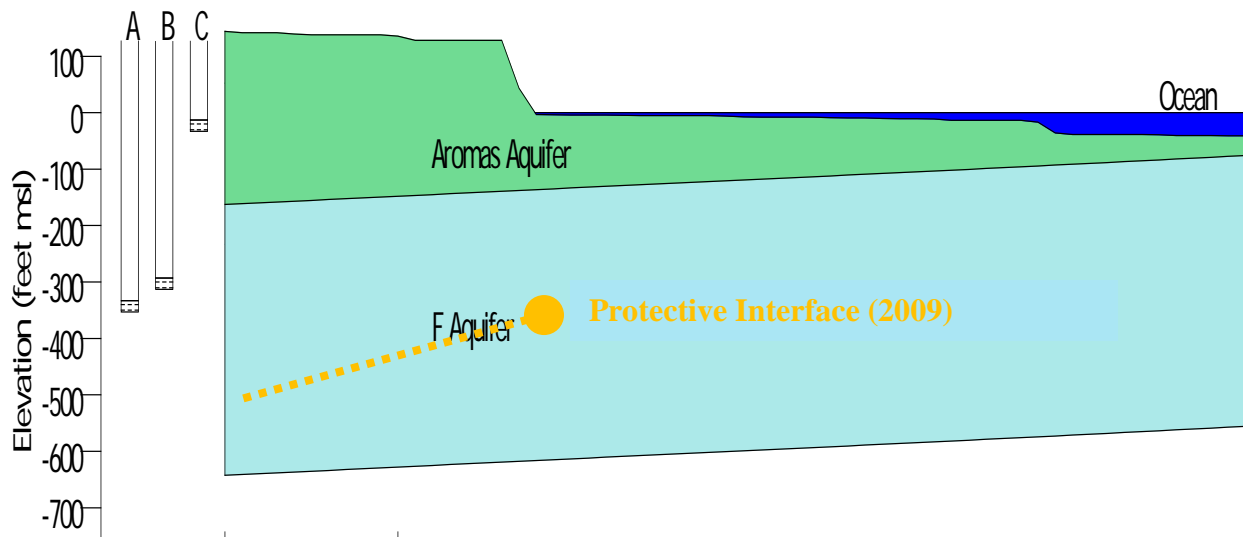 A B C
100
0
-100
-200
-300
-400
-500
-600
-700
Elevation (feet msl)
Ocean
Aromas Aquifer
F Aquifer
Protective Interface (2009)